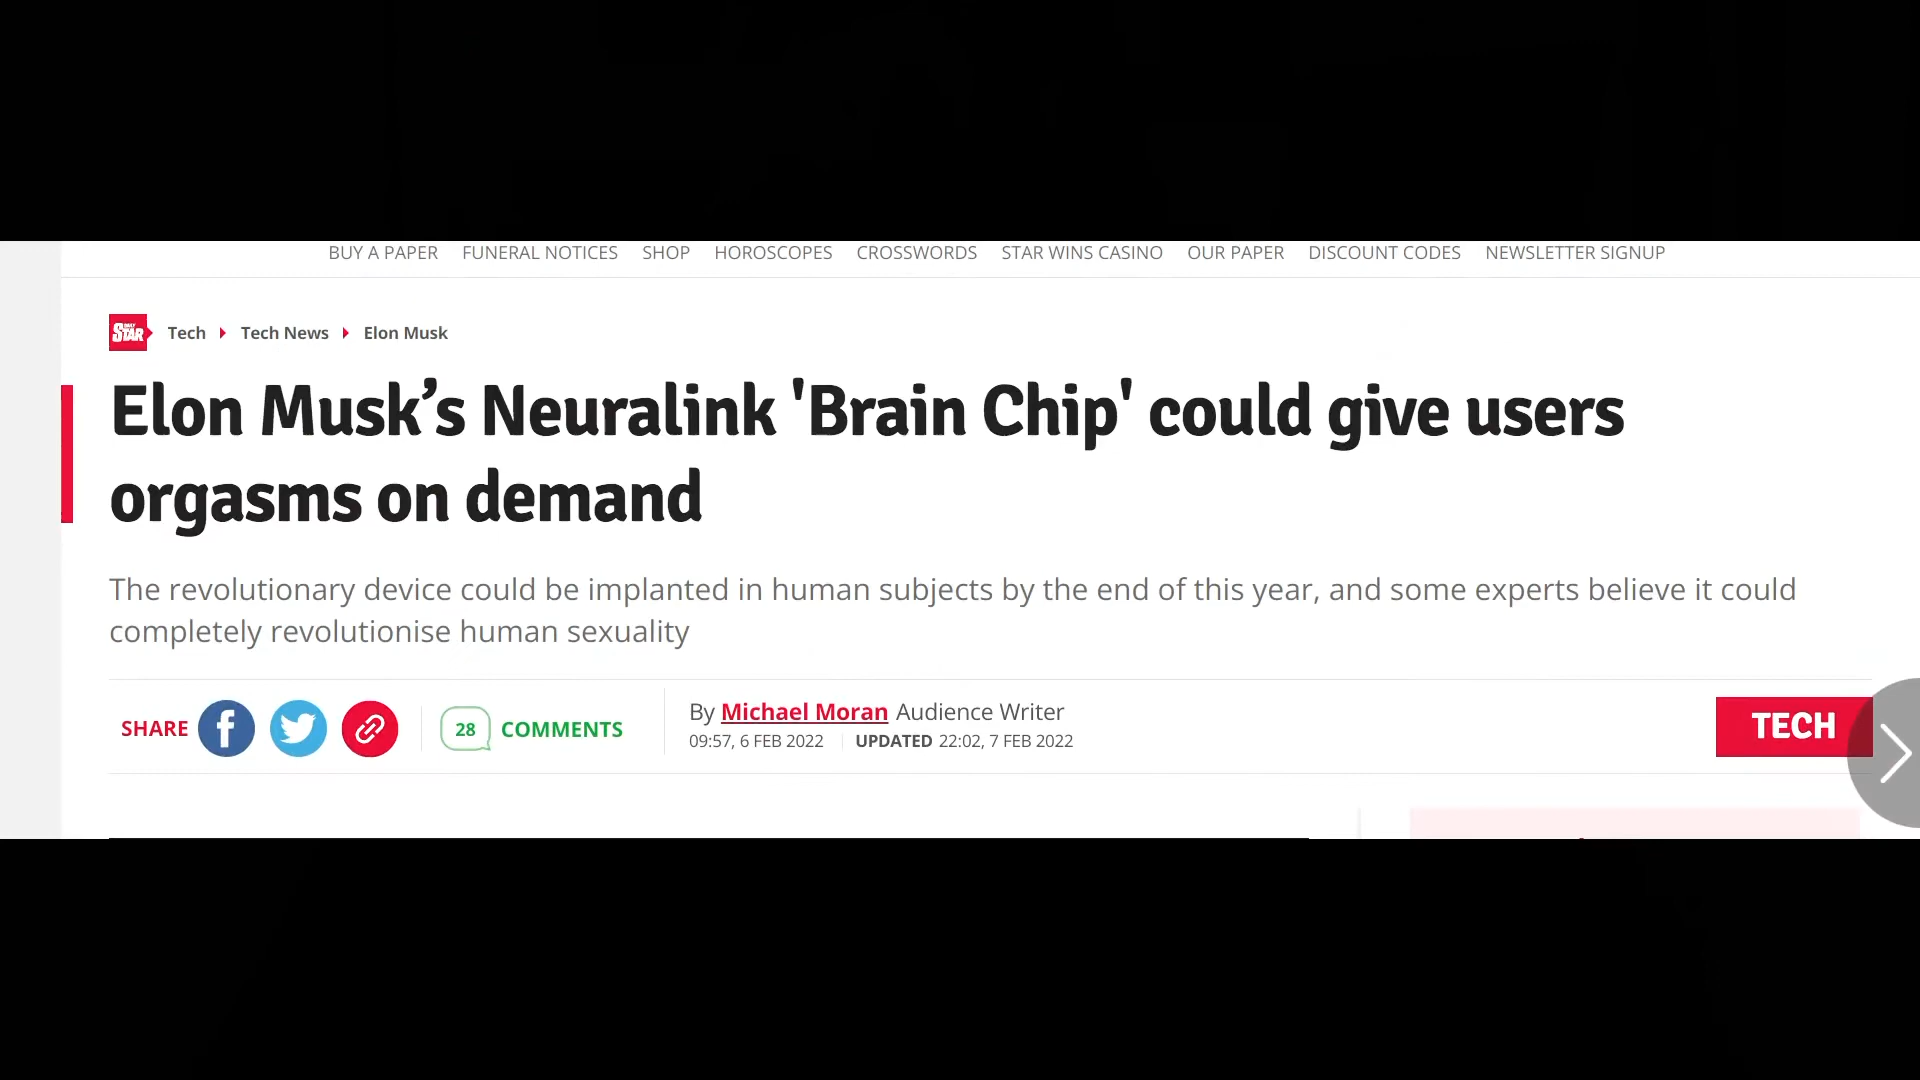 BUY A PAPER FUNERAL NOTICES SHOP HOROSCOPES CROSSWORDS STAR WINS CASINO OUR PAPER DISCOUNT CODES NEWSLETTER SIGNUP
DAILY STAR Tech Tech News Elon Musk
Elon Musk’s Neuralink 'Brain Chip' could give users
orgasms on demand
The revolutionary device could be implanted in human subjects by the end of this year, and some experts believe it could
completely revolutionise human sexuality
SHARE 28 COMMENTS
By Michael Moran Audience Writer
09:57, 6 FEB 2022 UPDATED 22:02, 7 FEB 2022
TECH